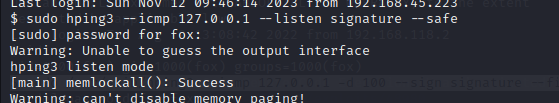 Last login: Sun Nov 12 09:46:14 2023 from 192.168.45.223
$ sudo hping3 --icmp 127.0.0.1 --listen signature --safe
[sudo] password for fox:
Warning: Unable to guess the output interface
hping3 listen mode
[main] memlockall(): Success
Warning: can't disable memory paging!